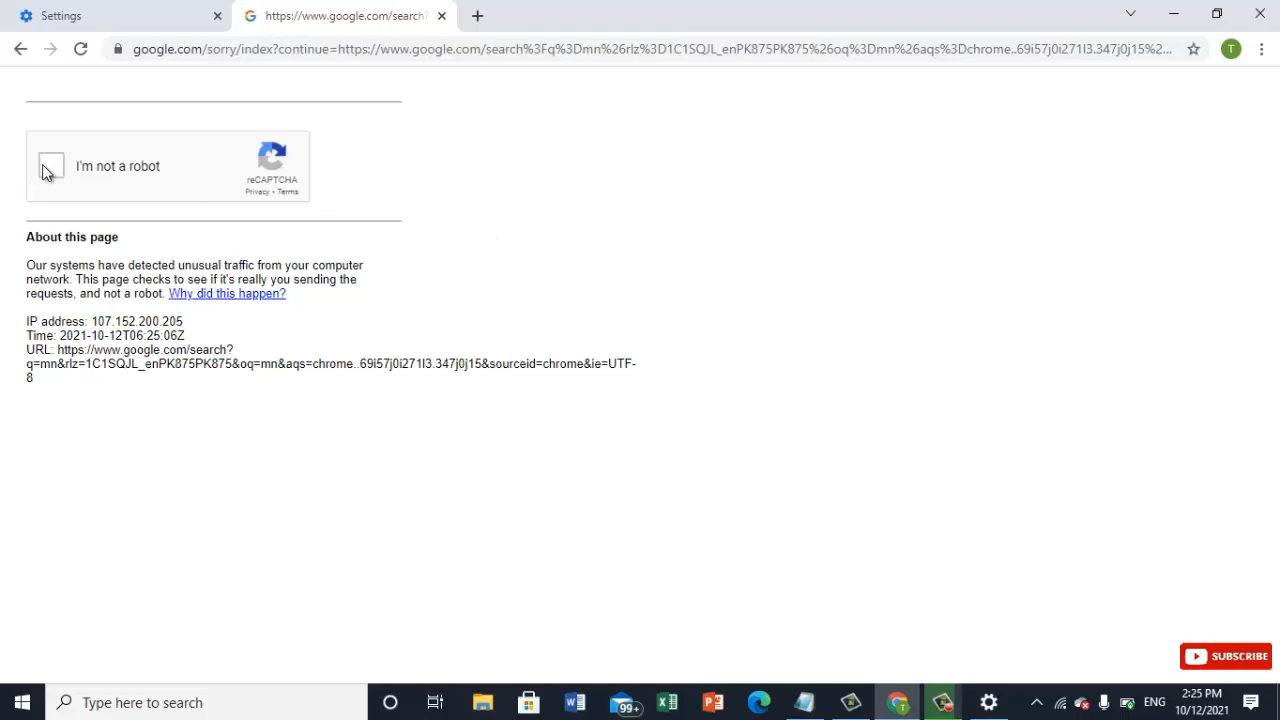 Settings
https://www.google.com/search?
google.com/sorry/index?continue=https://www.google.com/search%3Fq%3Dmn%26rlz%3D1C1SQJL_enPK875PK875%26oq%3Dmn%26aqs%3Dchrome..69i57j0i271l3.347j0j15%2...
T
I'm not a robot
reCAPTCHA
Privacy - Terms
About this page
Our systems have detected unusual traffic from your computer
network. This page checks to see if it's really you sending the
requests, and not a robot. Why did this happen?
IP address: 107.152.200.205
Time: 2021-10-12T06:25:06Z
URL: https://www.google.com/search?
q=mn&rlz=1C1SQJL_enPK875PK875&oq=mn&aqs=chrome..69i57j0i271l3.347j0j15&sourceid=chrome&ie=UTF-
8
SUBSCRIBE
Type here to search
99+
ENG
2:25 PM
10/12/2021